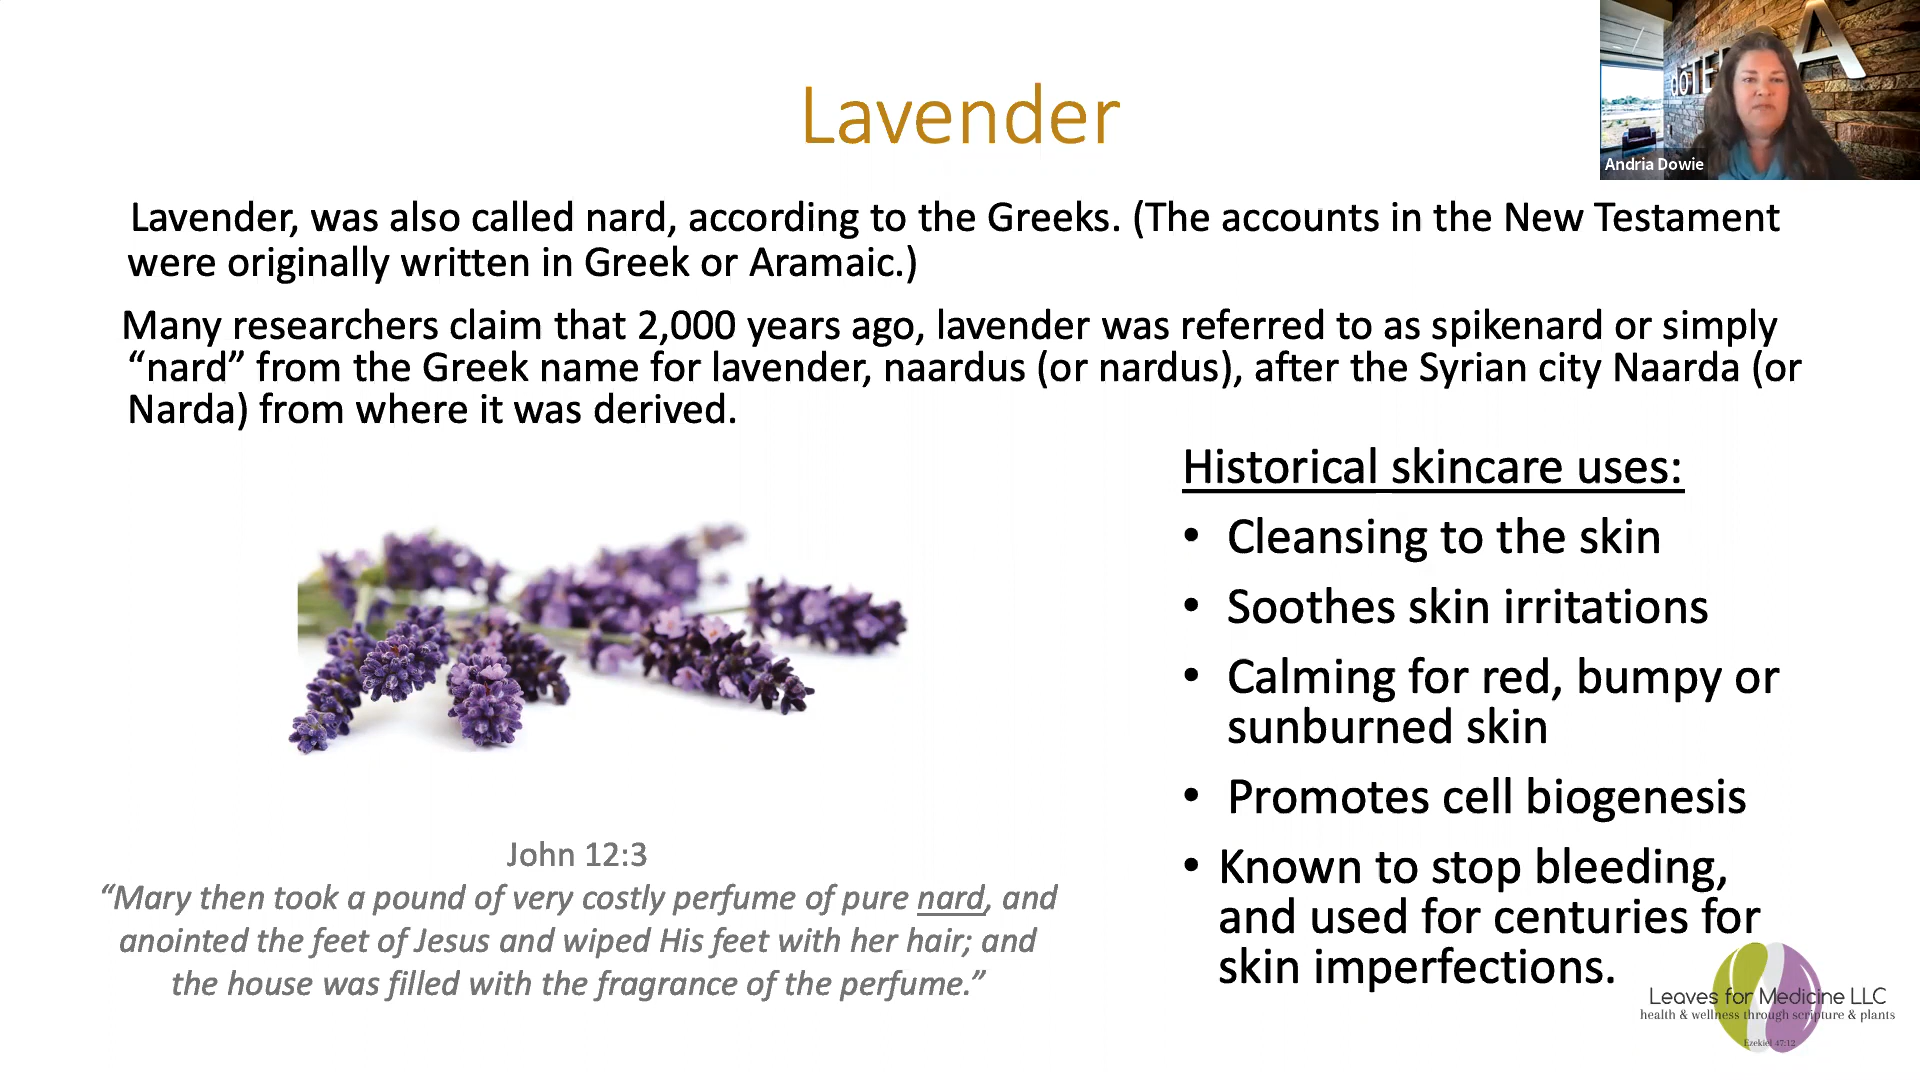 Lavender
dōTE A
Andria Dowie
Lavender, was also called nard, according to the Greeks. (The accounts in the New Testament
were originally written in Greek or Aramaic.)
Many researchers claim that 2,000 years ago, lavender was referred to as spikenard or simply
“nard” from the Greek name for lavender, naardus (or nardus), after the Syrian city Naarda (or
Narda) from where it was derived.
Historical skincare uses:
• Cleansing to the skin
• Soothes skin irritations
• Calming for red, bumpy or
sunburned skin
• Promotes cell biogenesis
• Known to stop bleeding,
and used for centuries for
skin imperfections.
John 12:3
“Mary then took a pound of very costly perfume of pure nard, and
anointed the feet of Jesus and wiped His feet with her hair; and
the house was filled with the fragrance of the perfume.”
Leaves for Medicine LLC
health & wellness through scripture & plants
Ezekiel 47:12